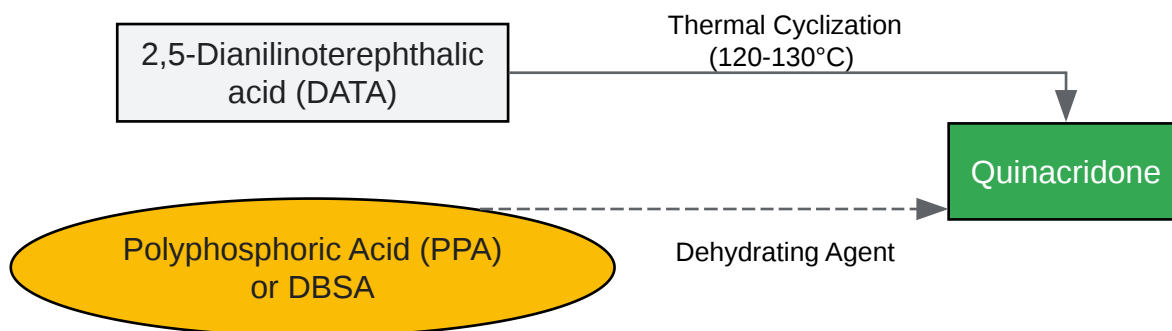 2,5-Dianilinoterephthalic
acid (DATA)
Thermal Cyclization
(120-130°C)
Quinacridone
Polyphosphoric Acid (PPA)
or DBSA
Dehydrating Agent